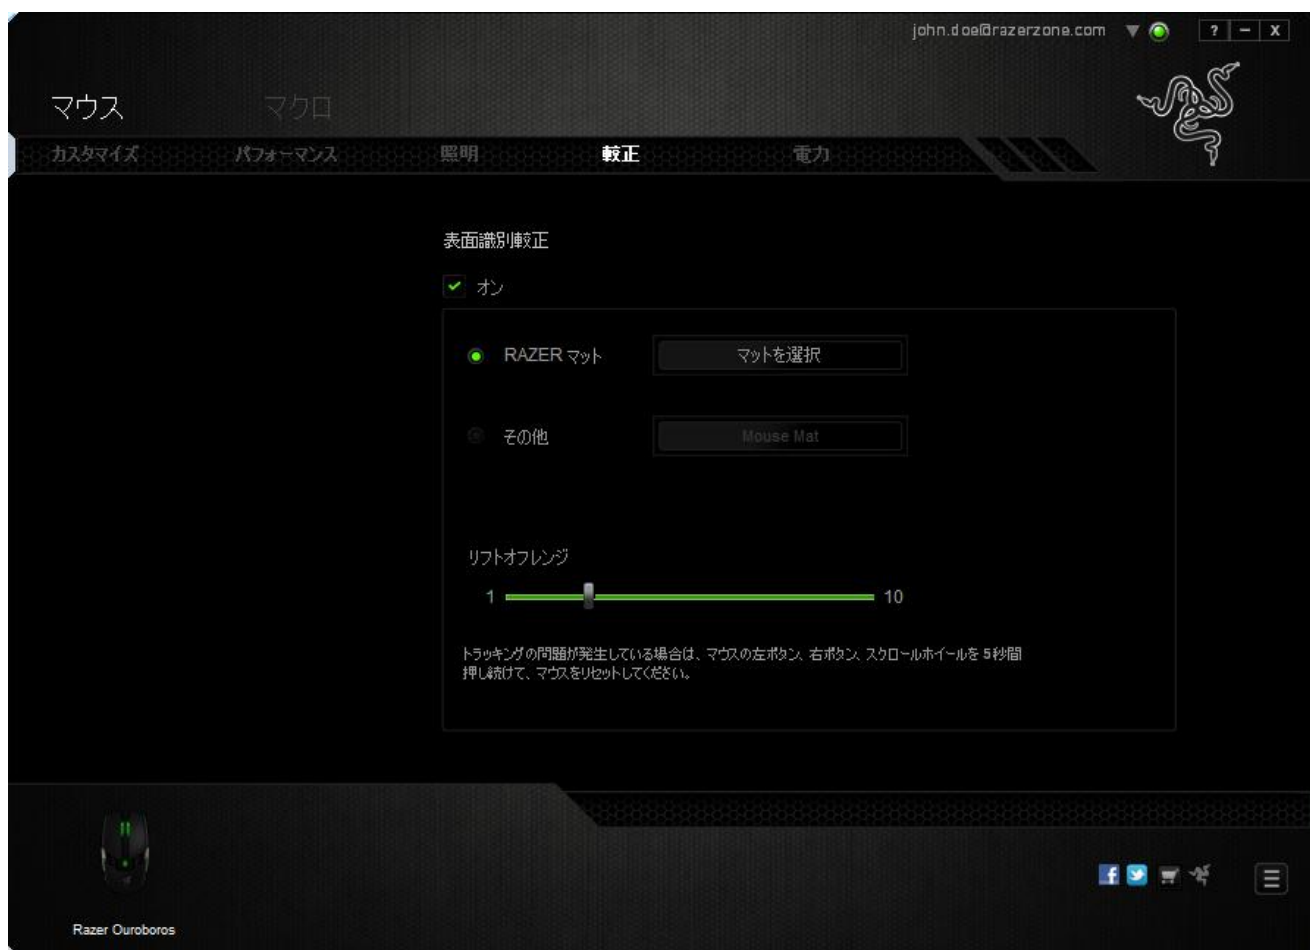 john.doe@razerzone.com
? – X
マウス マクロ
カスタマイズ パフォーマンス 照明 較正 電力
表面識別較正
オン
RAZER マット マットを選択
その他 Mouse Mat
リフトオフレンジ
1 10
トラッキングの問題が発生している場合は、マウスの左ボタン、右ボタン、スクロールホイールを 5 秒間
押し続けて、マウスをリセットしてください。
Razer Ouroboros